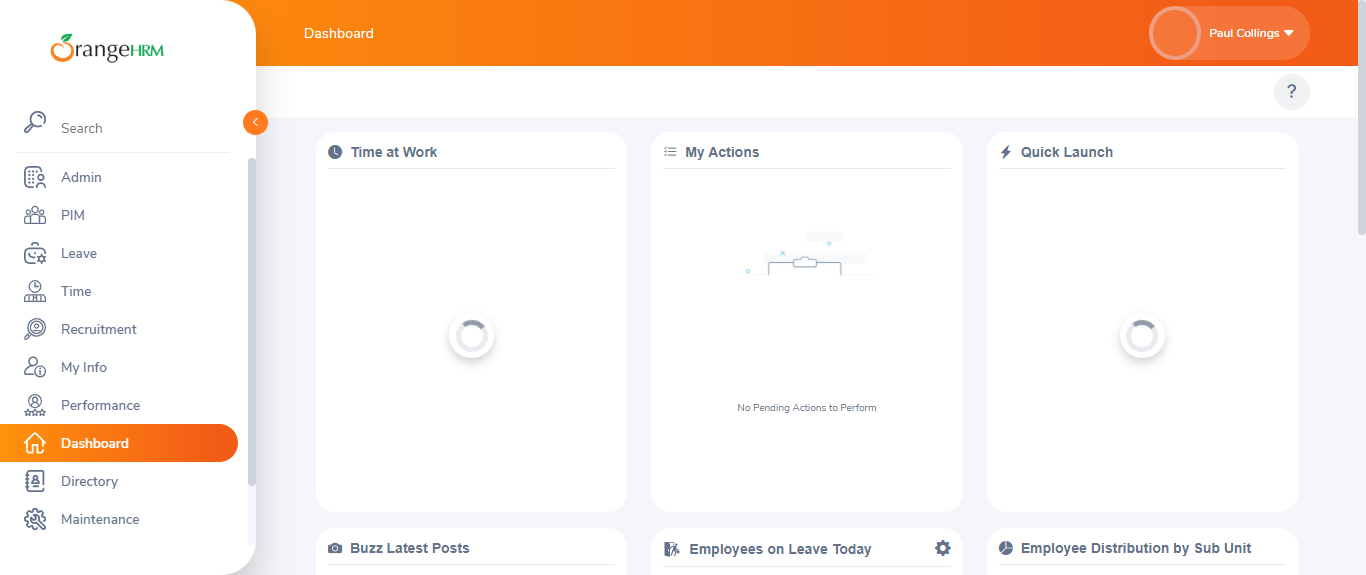 OrangeHRM
Dashboard
Paul Collings
?
Search
Admin
PIM
Leave
Time
Recruitment
My Info
Performance
Dashboard
Directory
Maintenance
Time at Work
My Actions
No Pending Actions to Perform
Quick Launch
Buzz Latest Posts
Employees on Leave Today
Employee Distribution by Sub Unit